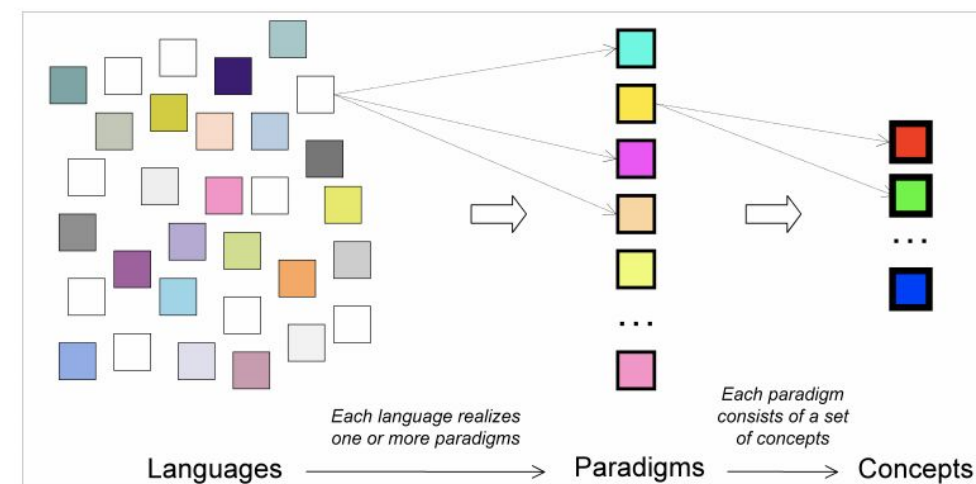 ...
...
Each language realizes
one or more paradigms
Each paradigm
consists of a set
of concepts
Languages
Paradigms
Concepts